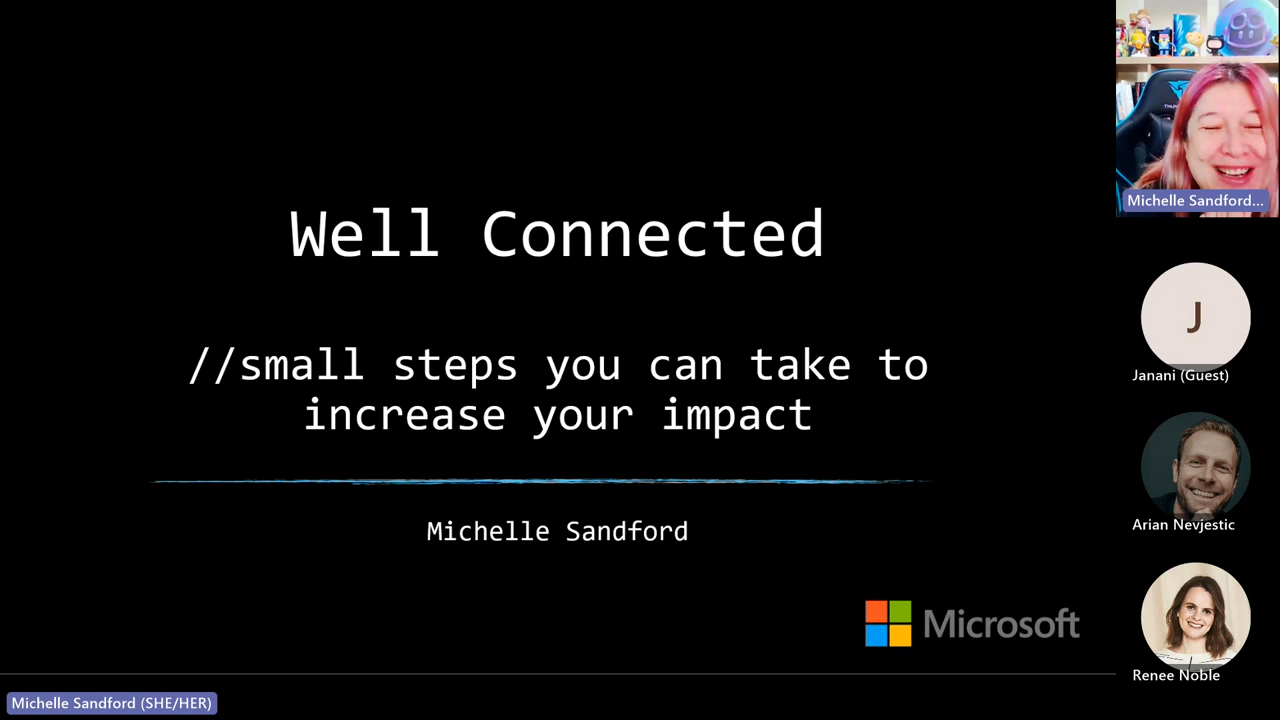 Well Connected
//small steps you can take to
increase your impact
Michelle Sandford
Microsoft
Michelle Sandford (SHE/HER)
Michelle Sandford...
J
Janani (Guest)
Arian Nevjestic
Renee Noble